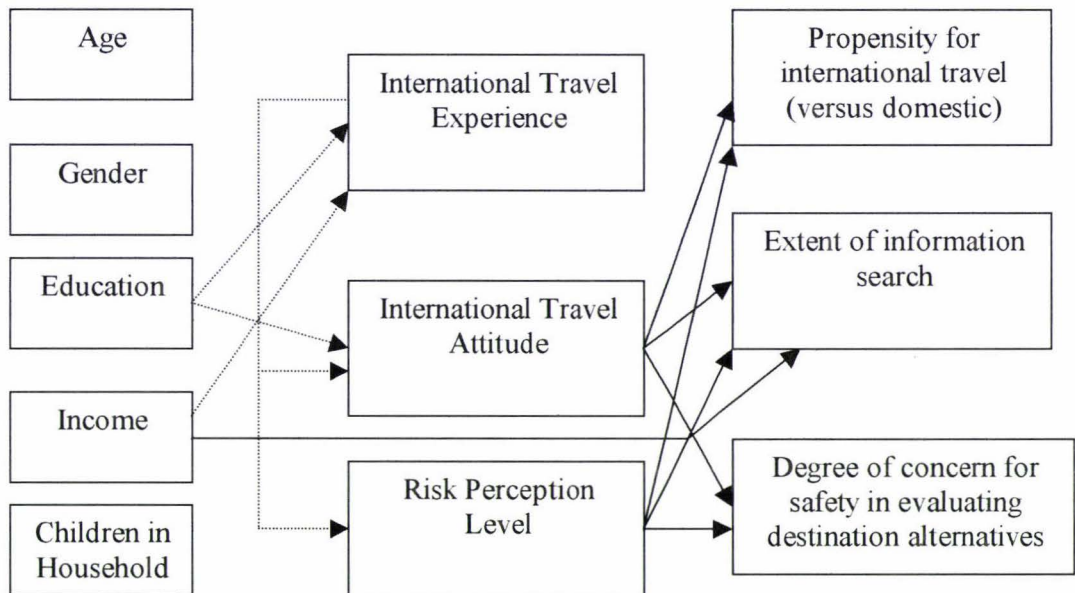 Age
Gender
Education
Income
Children in
Household
International Travel
Experience
International Travel
Attitude
Risk Perception
Level
Propensity for
international travel
(versus domestic)
Extent of information
search
Degree of concern for
safety in evaluating
destination alternatives